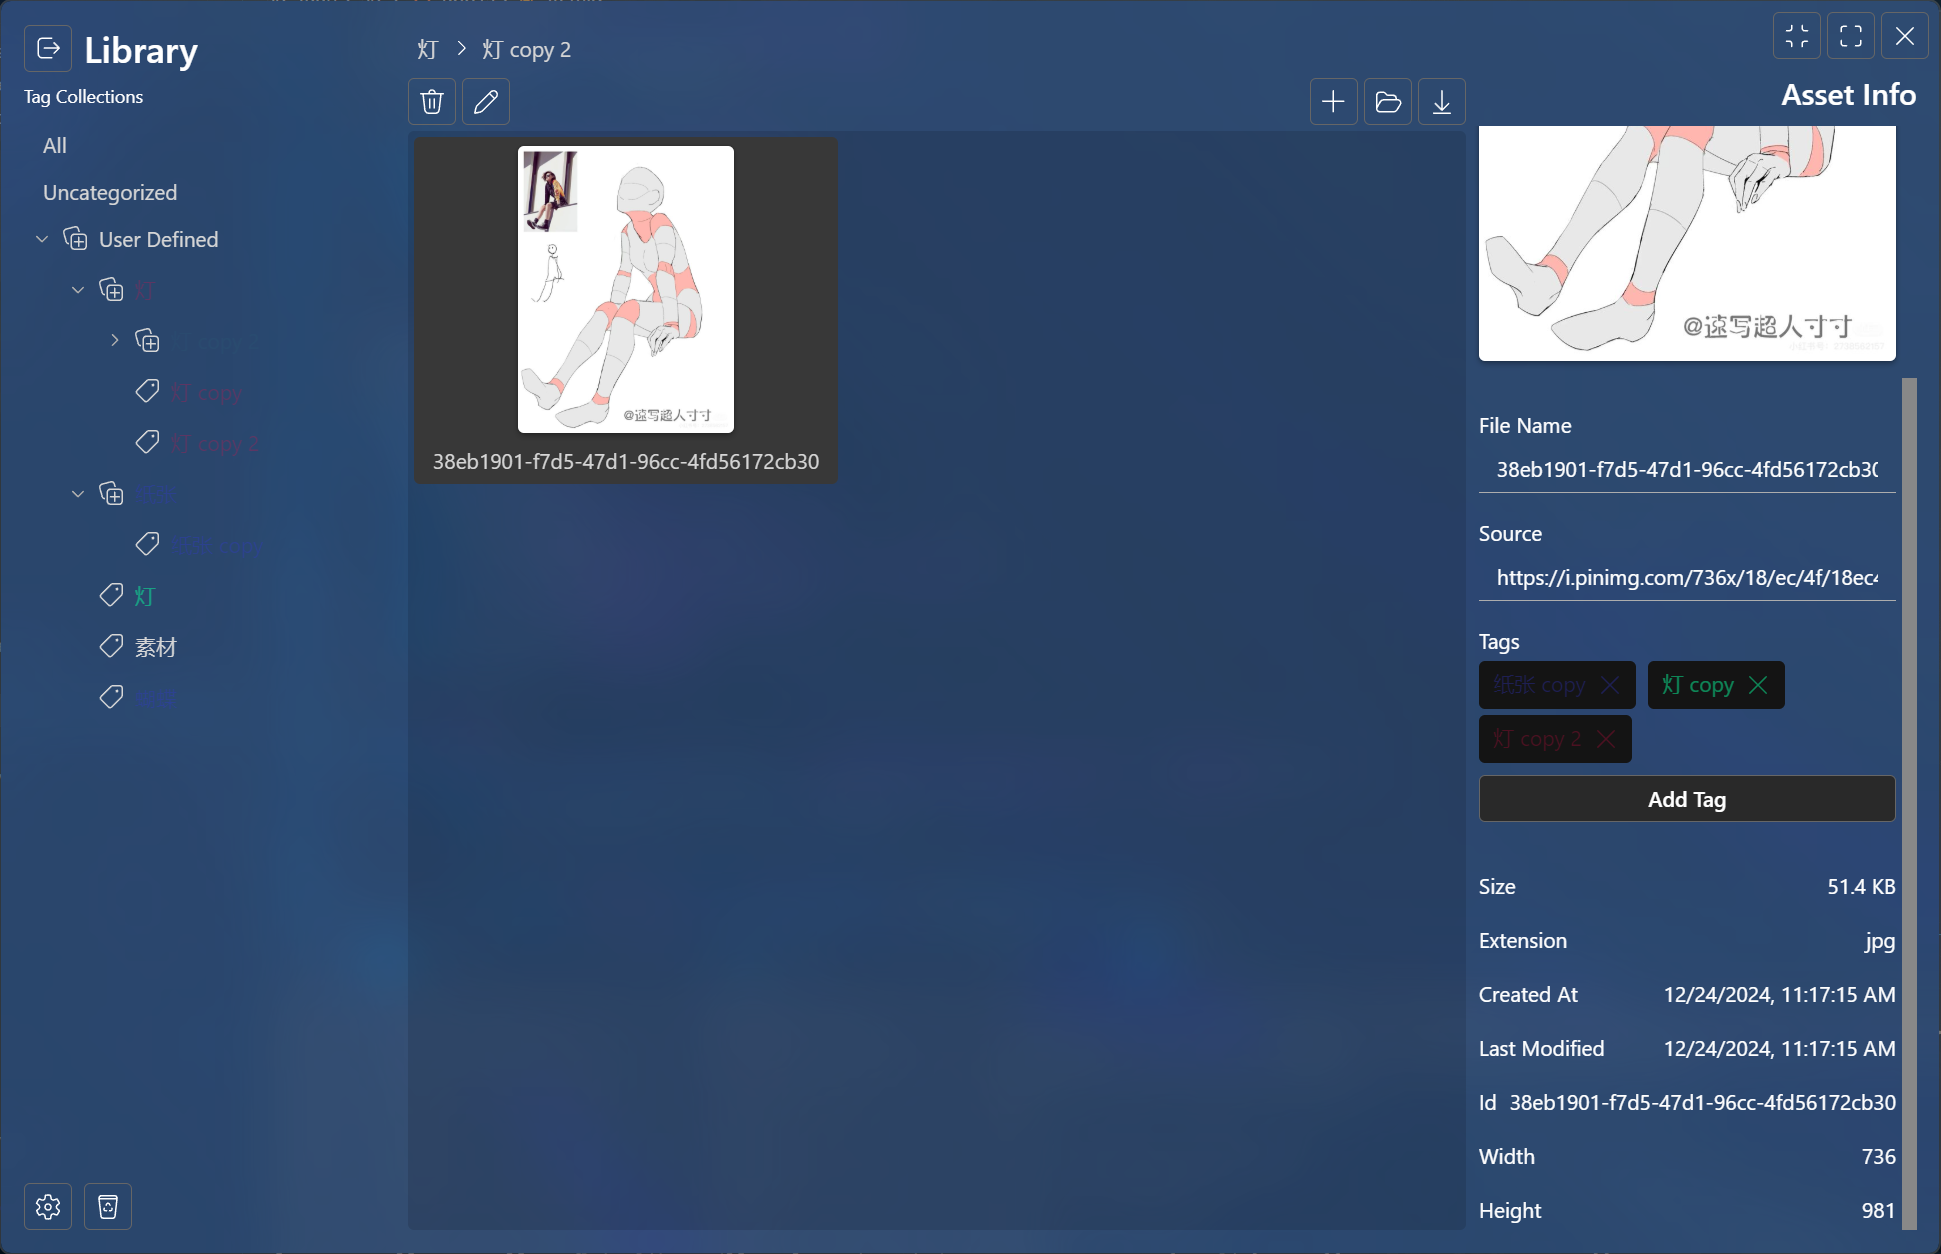 Library
Tag Collections
All
Uncategorized
User Defined
灯
灯 copy
灯 copy 2
灯
素材
灯 > 灯 copy 2
@速写超人寸寸
38eb1901-f7d5-47d1-96cc-4fd56172cb30
Asset Info
@速写超人寸寸
File Name
38eb1901-f7d5-47d1-96cc-4fd56172cb30
Source
https://i.pinimg.com/736x/18/ec/4f/18ec4
Tags
纸张 copy
灯 copy
灯 copy 2
Add Tag
Size 51.4 KB
Extension jpg
Created At 12/24/2024, 11:17:15 AM
Last Modified 12/24/2024, 11:17:15 AM
Id 38eb1901-f7d5-47d1-96cc-4fd56172cb30
Width 736
Height 981